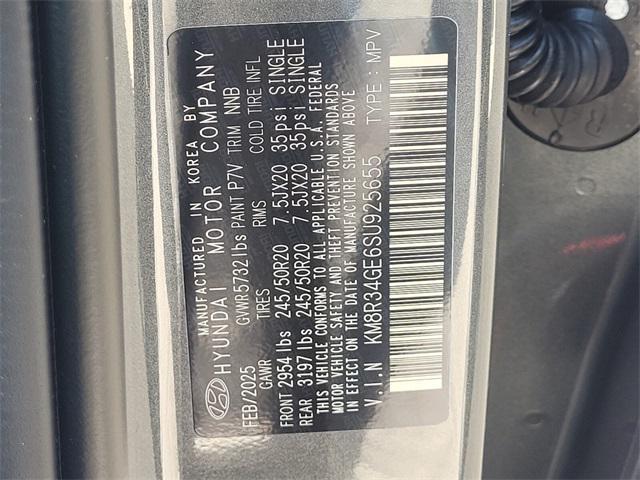 MANUFACTURED IN KOREA BY
HYUNDAI MOTOR COMPANY
FEB/2025 GVWR 5732 lbs PAINT P7V TRIM NNB
GAWR TIRES RIMS COLD TIRE INFL
FRONT 2954 lbs 245/50R20 7.5JX20 35psi SINGLE
REAR 3197 lbs 245/50R20 7.5JX20 35psi SINGLE
THIS VEHICLE CONFORMS TO ALL APPLICABLE U.S.A. FEDERAL
MOTOR VEHICLE SAFETY AND THEFT PREVENTION STANDARDS
IN EFFECT ON THE DATE OF MANUFACTURE SHOWN ABOVE
V.I.N KM8R34GE6SU925655 TYPE : MPV